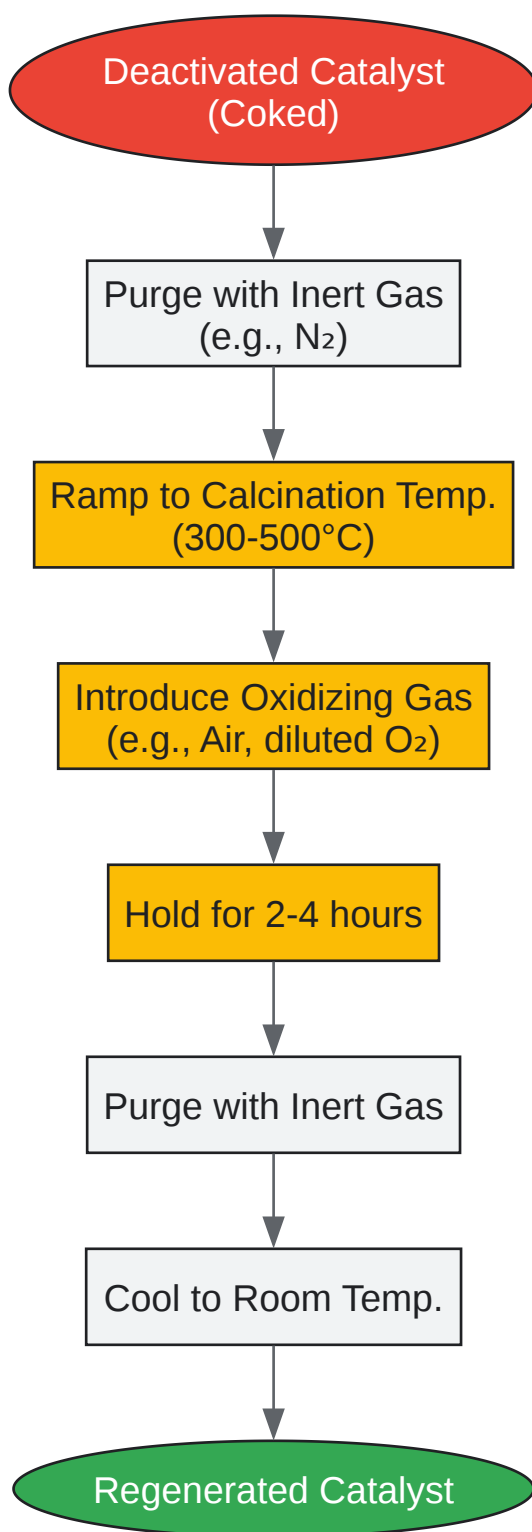 Deactivated Catalyst
(Coked)
Purge with Inert Gas
(e.g., N₂)
Ramp to Calcination Temp.
(300-500°C)
Introduce Oxidizing Gas
(e.g., Air, diluted O₂)
Hold for 2-4 hours
Purge with Inert Gas
Cool to Room Temp.
Regenerated Catalyst